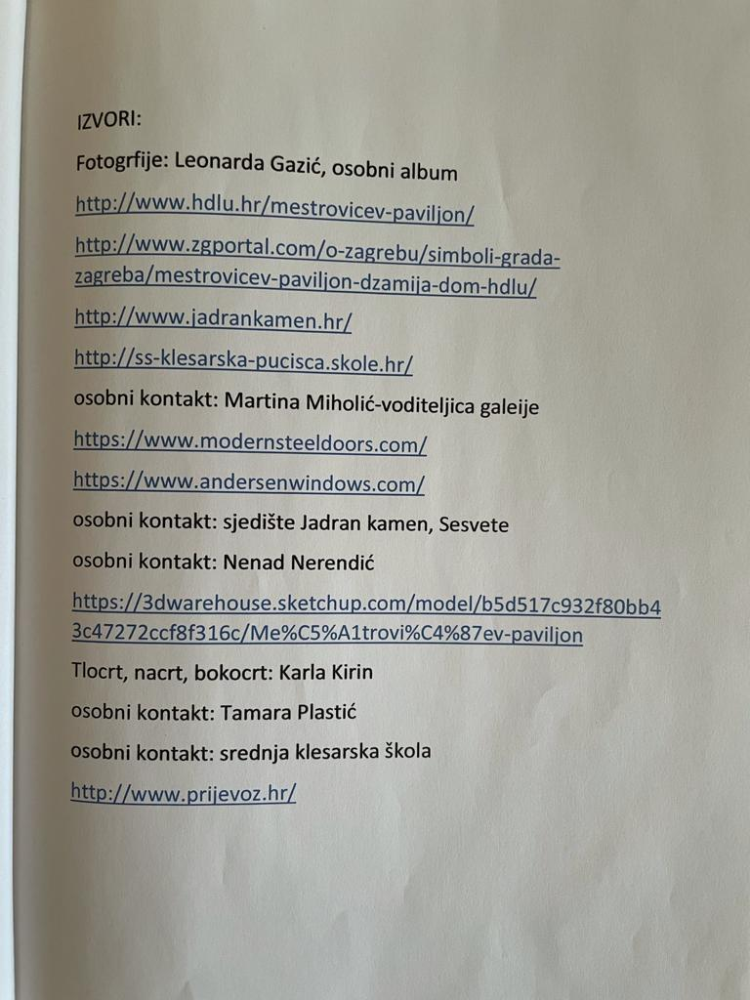 IZVORI:
Fotogrfije: Leonarda Gazić, osobni album
http://www.hdlu.hr/mestrovicev-paviljon/
http://www.zgportal.com/o-zagrebu/simboli-grada-
zagreba/mestrovicev-paviljon-dzamija-dom-hdlu/
http://www.jadrankamen.hr/
http://ss-klesarska-pucisca.skole.hr/
osobni kontakt: Martina Miholić-voditeljica galeije
https://www.modernsteeldoors.com/
https://www.andersenwindows.com/
osobni kontakt: sjedište Jadran kamen, Sesvete
osobni kontakt: Nenad Nerendić
https://3dwarehouse.sketchup.com/model/b5d517c932f80bb4
3c47272ccf8f316c/Me%C5%A1trovi%C4%87ev-paviljon
Tlocrt, nacrt, bokocrt: Karla Kirin
osobni kontakt: Tamara Plastić
osobni kontakt: srednja klesarska škola
http://www.prijevoz.hr/